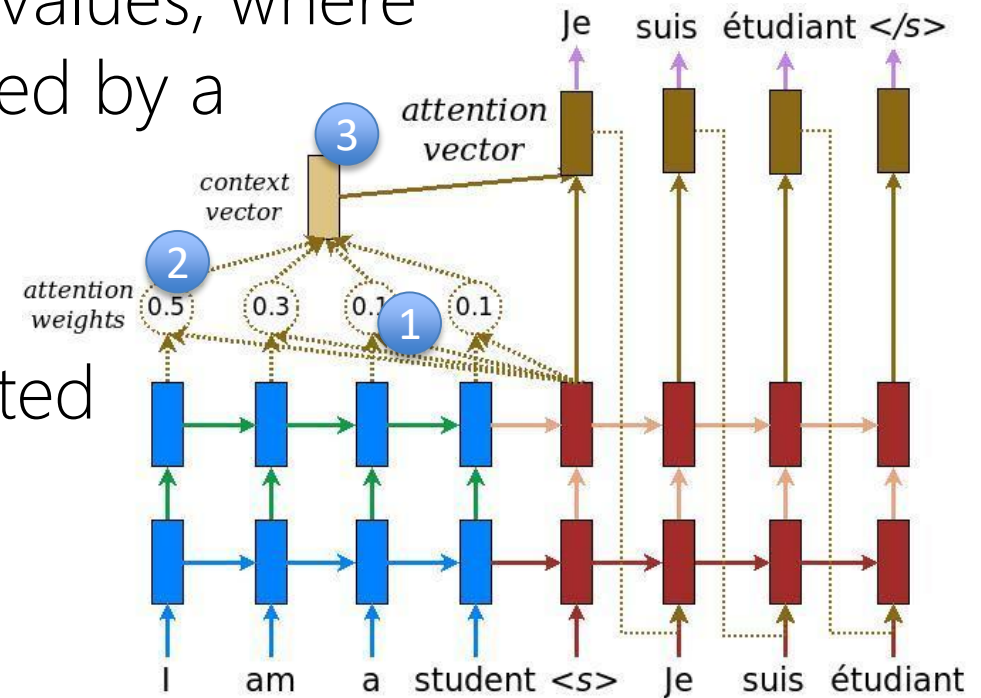 values, where
ed by a
ted
Je suis étudiant </s>
attention
vector
3
context
vector
2
attention
weights
0.5 0.3 0.1 0.1
1
I am a student <s> Je suis étudiant